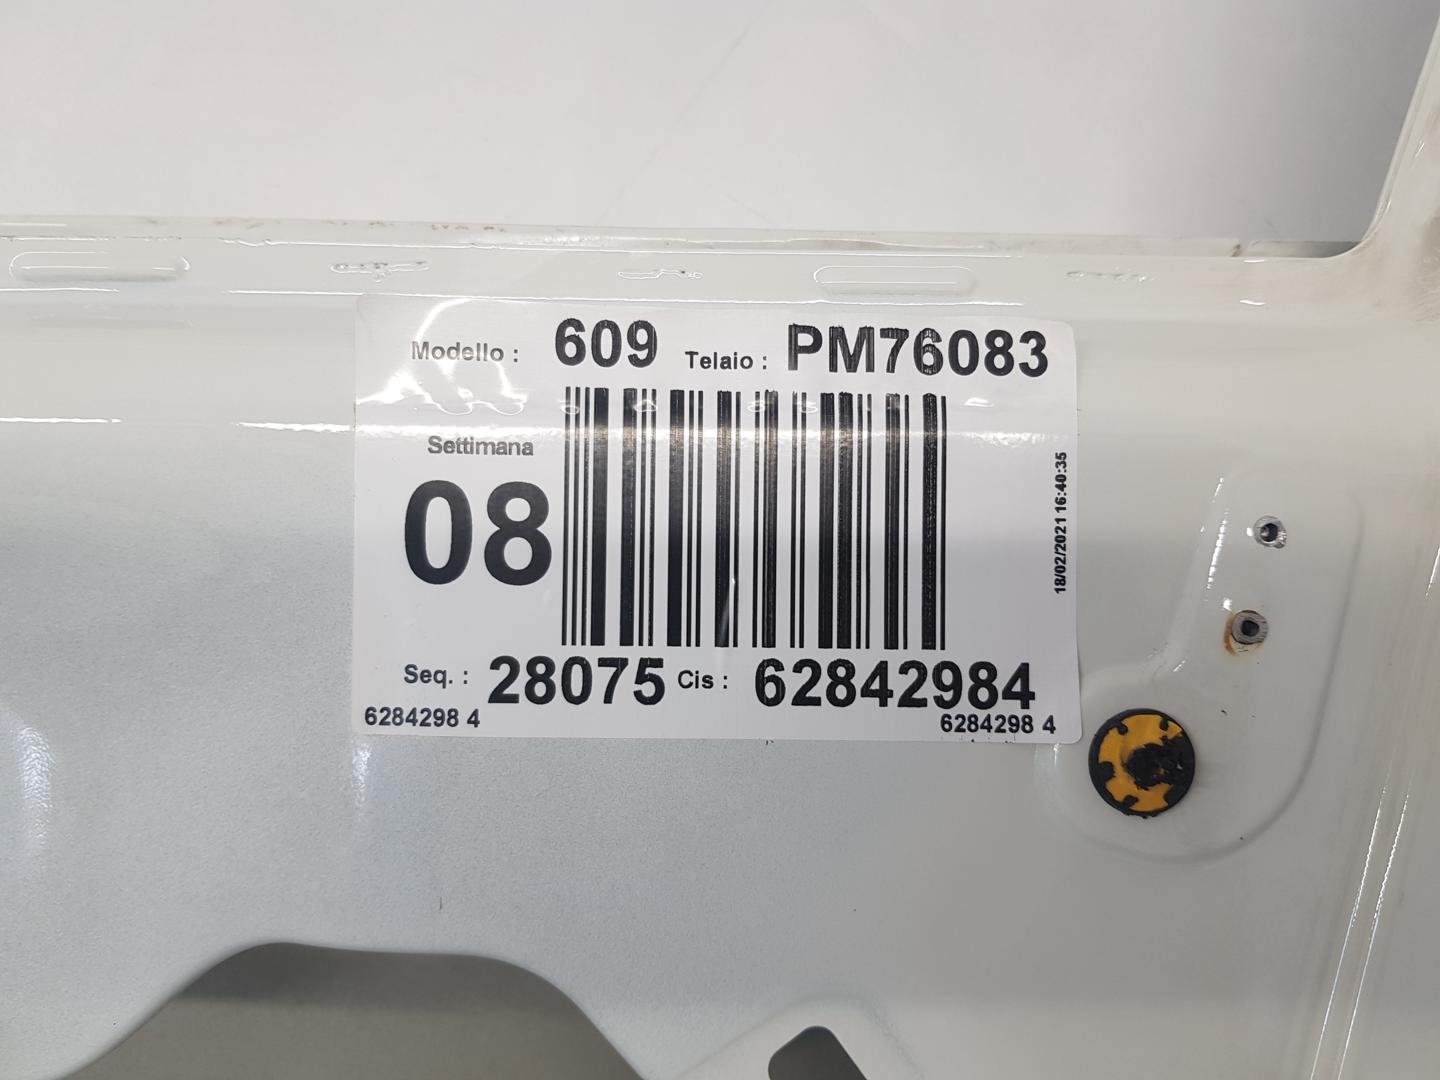 Modello : 609 Telaio : PM76083
Settimana
08
18/02/2021 16:40:35
Seq. : 28075 Cis : 62842984
6284298 4 6284298 4